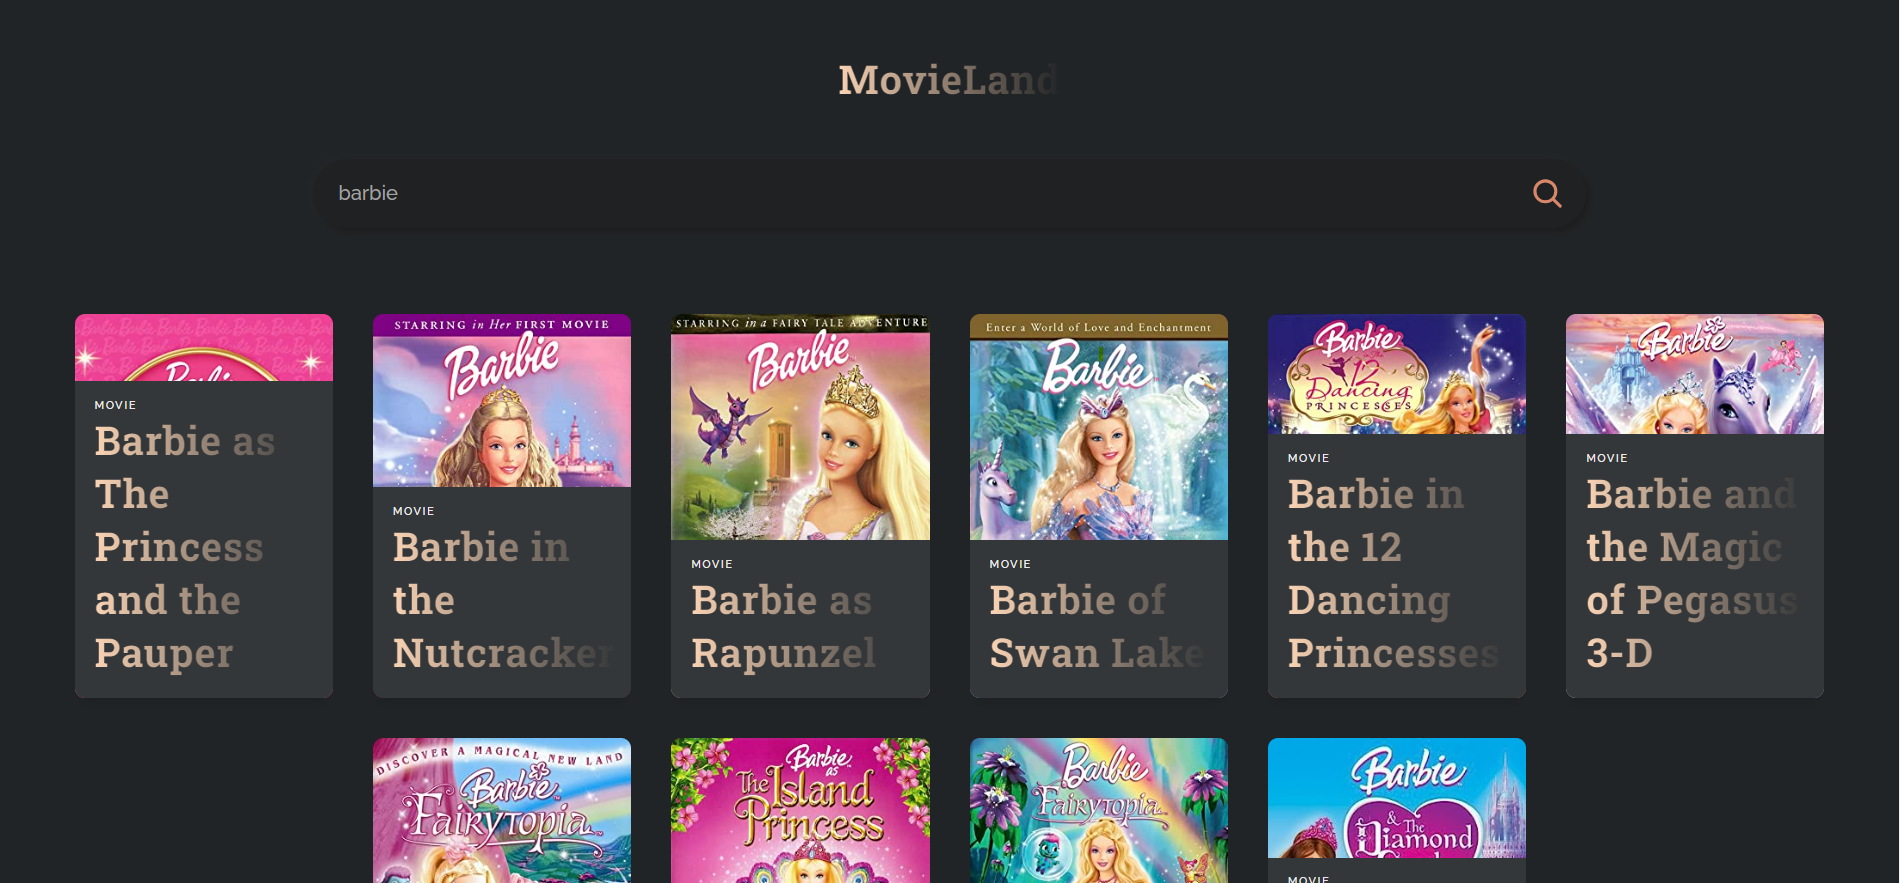 MovieLand
barbie
Barbie
MOVIE
Barbie as
The
Princess
and the
Pauper
STARRING in Her FIRST MOVIE
Barbie
MOVIE
Barbie in
the
Nutcracker
STARRING in a FAIRY TALE ADVENTURE
Barbie
MOVIE
Barbie as
Rapunzel
Enter a World of Love and Enchantment
Barbie
MOVIE
Barbie of
Swan Lake
Barbie
in The
12
Dancing
PRINCESSES
MOVIE
Barbie in
the 12
Dancing
Princesses
Barbie
MOVIE
Barbie and
the Magic
of Pegasus
3-D
DISCOVER A MAGICAL NEW LAND
Barbie
FAIRYTOPIA
Barbie
as
The Island
Princess
Barbie
FAIRYTOPIA
Barbie
& The
Diamond
MOVIE